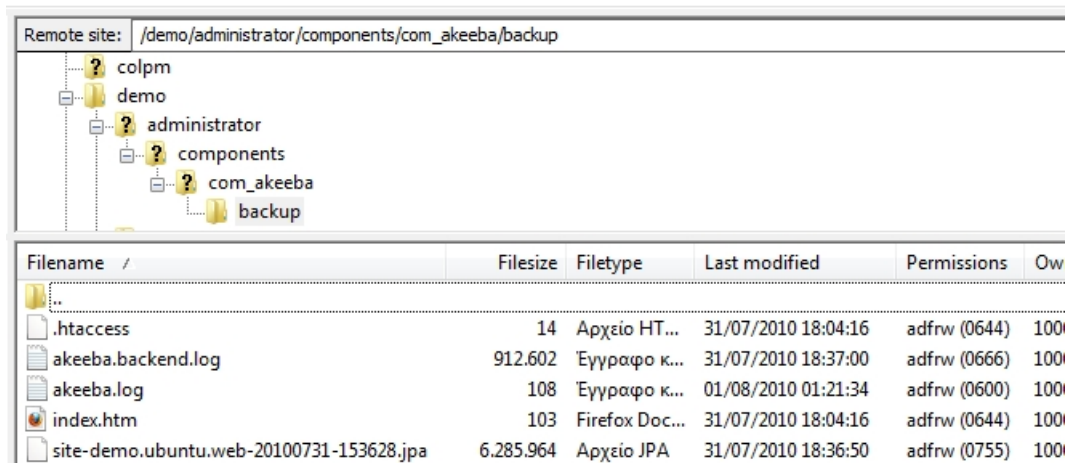 Remote site: /demo/administrator/components/com_akeeba/backup
colpm
demo
administrator
components
com_akeeba
backup
Filename Filesize Filetype Last modified Permissions Ow
..
.htaccess 14 Αρχείο HT... 31/07/2010 18:04:16 adfrw (0644) 100
akeeba.backend.log 912.602 Έγγραφο κ... 31/07/2010 18:37:00 adfrw (0666) 100
akeeba.log 108 Έγγραφο κ... 01/08/2010 01:21:34 adfrw (0600) 100
index.htm 103 Firefox Doc... 31/07/2010 18:04:16 adfrw (0644) 100
site-demo.ubuntu.web-20100731-153628.jpa 6.285.964 Αρχείο JPA 31/07/2010 18:36:50 adfrw (0755) 100